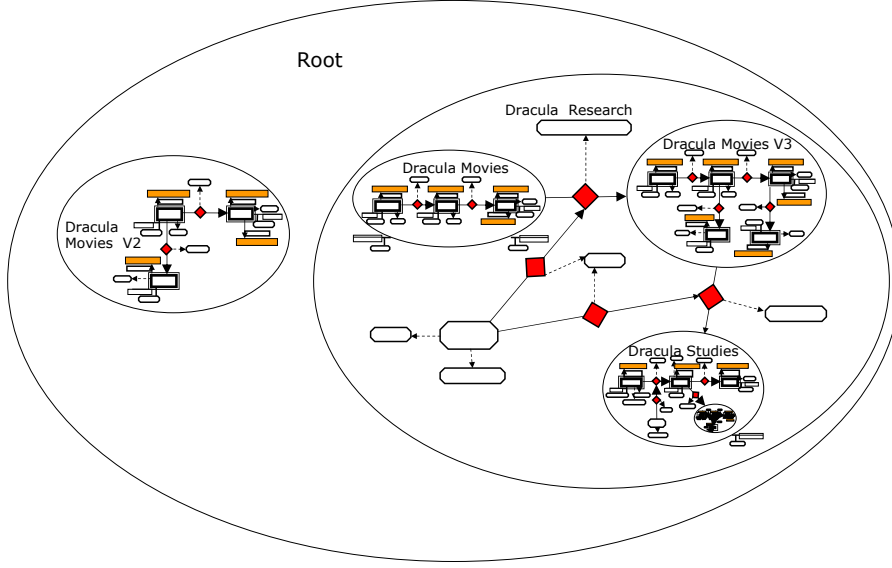 Root
Dracula Research
Dracula Movies V3
Dracula Movies
Dracula
Movies V2
Dracula Studies